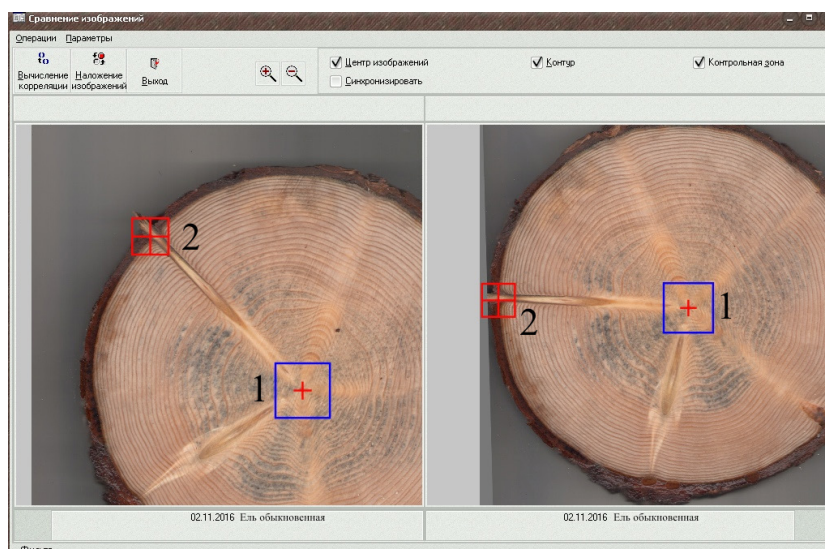 Сравнение изображений
Операции Параметры
Вычисление корреляции
Наложение изображений
Выход
Центр изображений
Синхронизировать
Контур
Контрольная зона
2
1
1
2
02.11.2016 Ель обыкновенная
02.11.2016 Ель обыкновенная